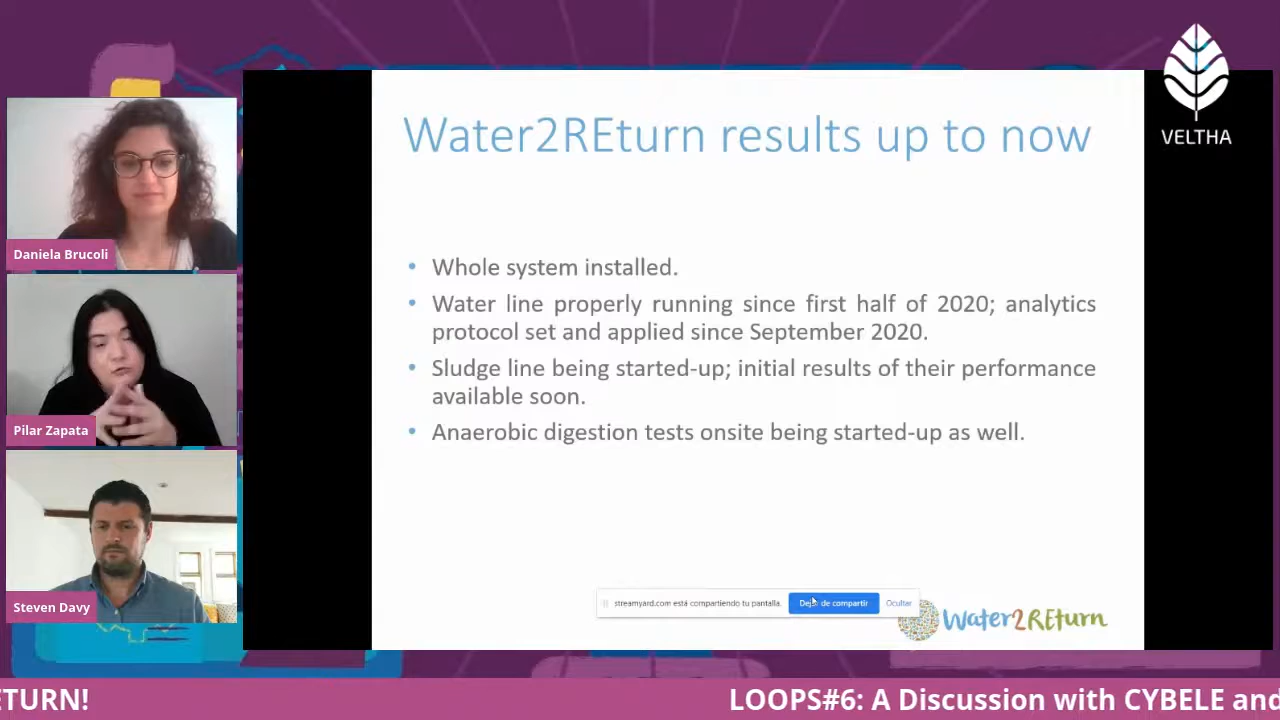 VELTHA
Water2REturn results up to now
Daniela Brucoli
• Whole system installed.
• Water line properly running since first half of 2020; analytics
protocol set and applied since September 2020.
• Sludge line being started-up; initial results of their performance
available soon.
• Anaerobic digestion tests onsite being started-up as well.
Pilar Zapata
Steven Davy
streamyard.com está compartiendo tu pantalla.
de compartir
Ocultar
Water2REturn
ETURN!
LOOPS#6: A Discussion with CYBELE and